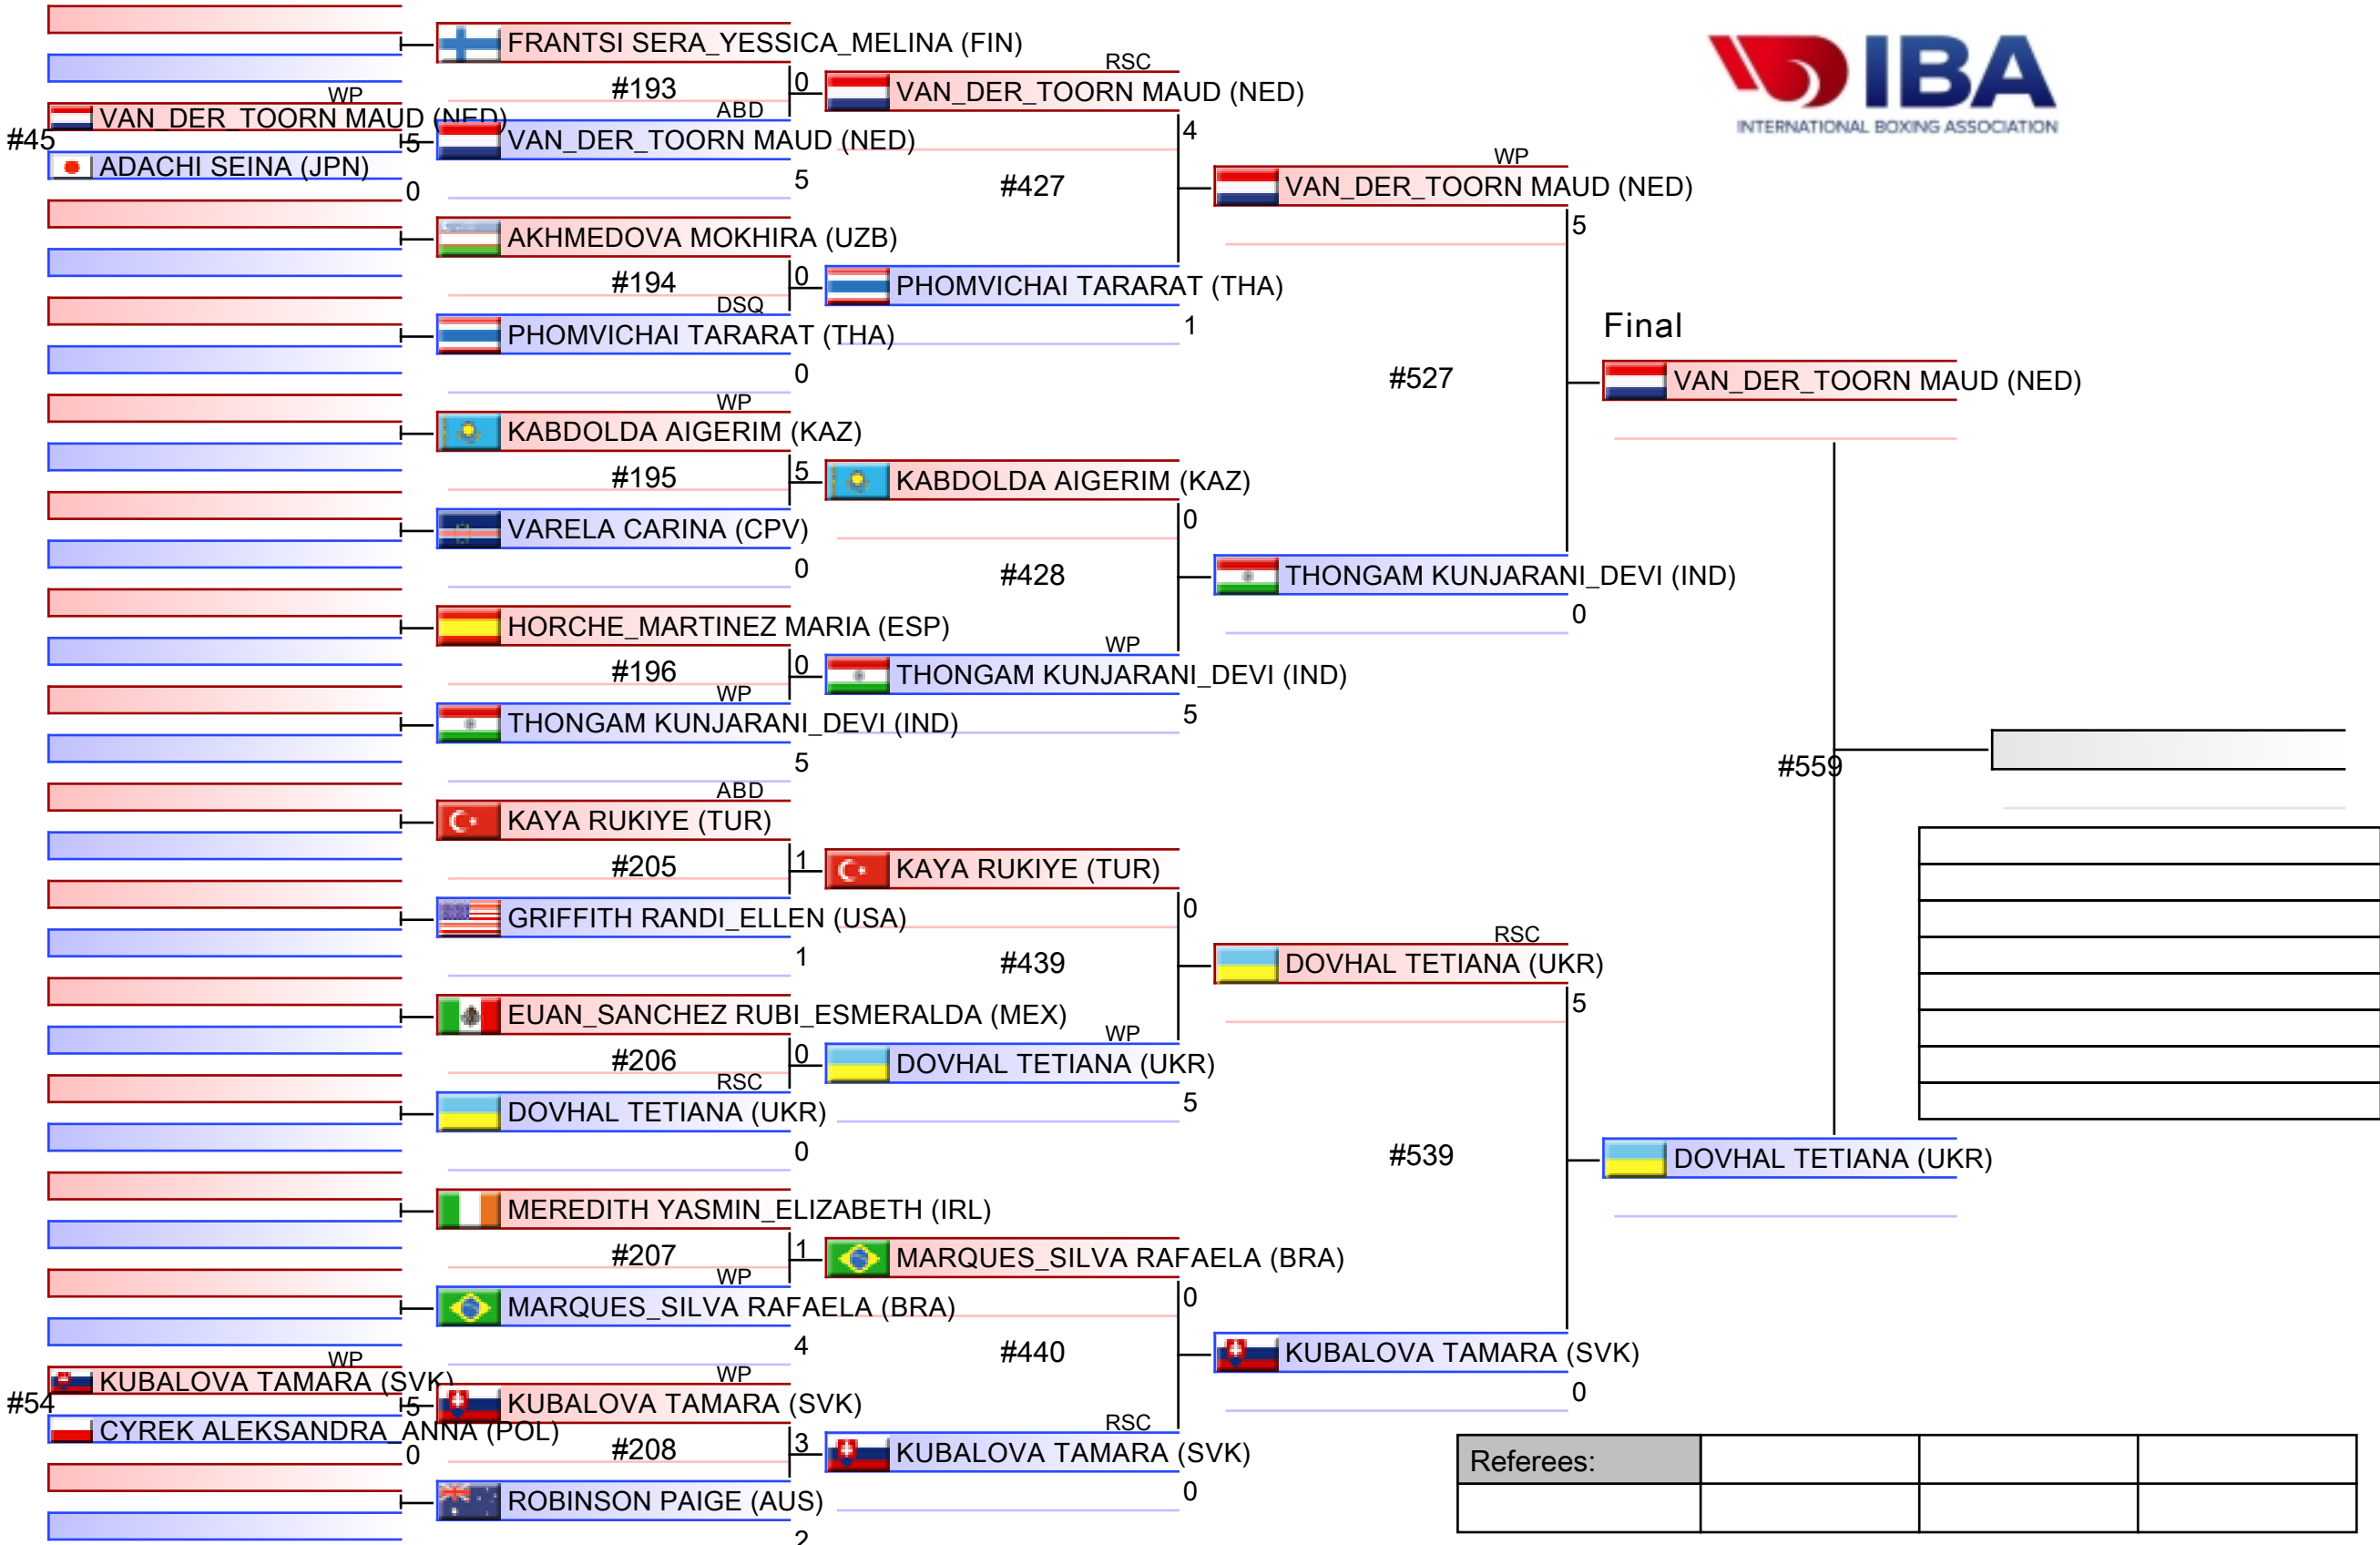 IBA
INTERNATIONAL BOXING ASSOCIATION
WP
#45
VAN_DER_TOORN MAUD (NED)
5
ADACHI SEINA (JPN)
0
WP
#54
KUBALOVA TAMARA (SVK)
5
CYREK ALEKSANDRA_ANNA (POL)
0
FRANTSI SERA_YESSICA_MELINA (FIN)
#193
0
ABD
VAN_DER_TOORN MAUD (NED)
5
AKHMEDOVA MOKHIRA (UZB)
#194
0
DSQ
PHOMVICHAI TARARAT (THA)
0
WP
KABDOLDA AIGERIM (KAZ)
#195
5
VARELA CARINA (CPV)
0
HORCHE_MARTINEZ MARIA (ESP)
#196
0
WP
THONGAM KUNJARANI_DEVI (IND)
5
ABD
KAYA RUKIYE (TUR)
#205
1
GRIFFITH RANDI_ELLEN (USA)
1
EUAN_SANCHEZ RUBI_ESMERALDA (MEX)
#206
0
RSC
DOVHAL TETIANA (UKR)
0
MEREDITH YASMIN_ELIZABETH (IRL)
#207
1
WP
MARQUES_SILVA RAFAELA (BRA)
4
WP
KUBALOVA TAMARA (SVK)
#208
3
ROBINSON PAIGE (AUS)
2
RSC
VAN_DER_TOORN MAUD (NED)
4
#427
PHOMVICHAI TARARAT (THA)
1
KABDOLDA AIGERIM (KAZ)
0
#428
WP
THONGAM KUNJARANI_DEVI (IND)
5
KAYA RUKIYE (TUR)
0
#439
WP
DOVHAL TETIANA (UKR)
5
MARQUES_SILVA RAFAELA (BRA)
0
#440
RSC
KUBALOVA TAMARA (SVK)
0
WP
VAN_DER_TOORN MAUD (NED)
5
#527
THONGAM KUNJARANI_DEVI (IND)
0
RSC
DOVHAL TETIANA (UKR)
5
#539
KUBALOVA TAMARA (SVK)
0
Final
VAN_DER_TOORN MAUD (NED)
#559
DOVHAL TETIANA (UKR)
Referees: